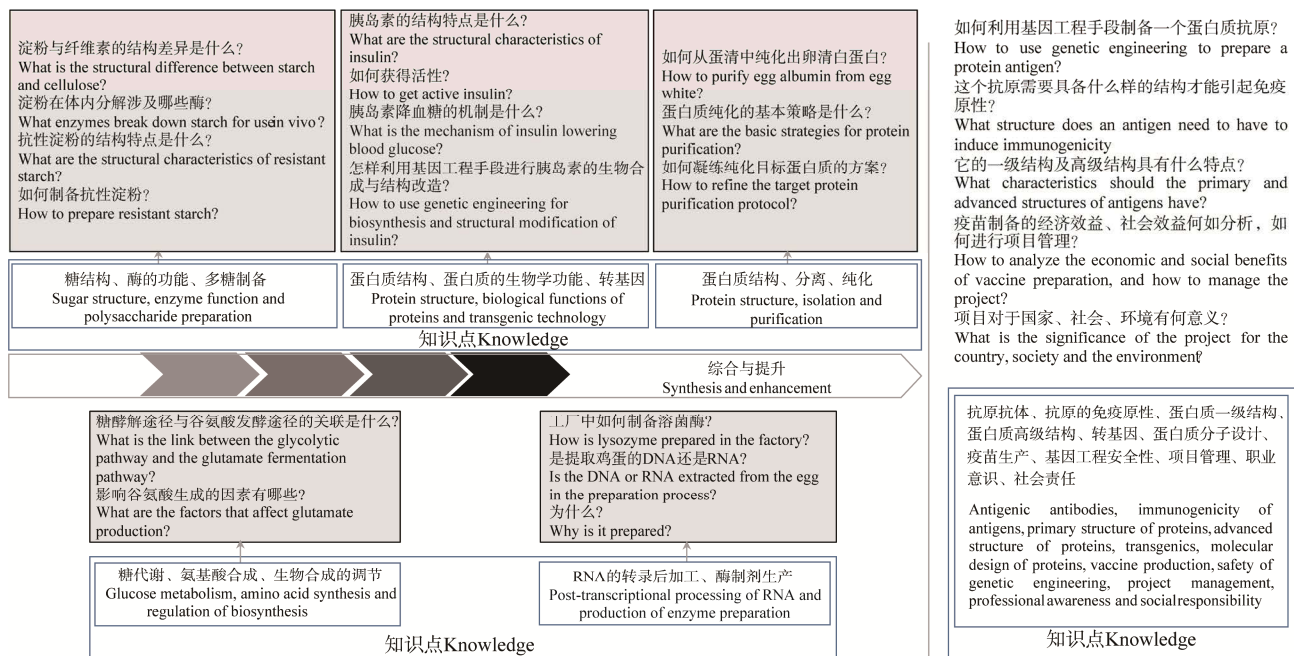 淀粉与纤维素的结构差异是什么?
What is the structural difference between starch
and cellulose?
淀粉在体内分解涉及哪些酶?
What enzymes break down starch for usein vivo?
抗性淀粉的结构特点是什么?
What are the structural characteristics of resistant
starch?
如何制备抗性淀粉?
How to prepare resistant starch?
胰岛素的结构特点是什么?
What are the structural characteristics of
insulin?
如何获得活性?
How to get active insulin?
胰岛素降血糖的机制是什么?
What is the mechanism of insulin lowering
blood glucose?
怎样利用基因工程手段进行胰岛素的生物合
成与结构改造?
How to use genetic engineering for
biosynthesis and structural modification of
insulin?
如何从蛋清中纯化出卵清白蛋白?
How to purify egg albumin from egg
white?
蛋白质纯化的基本策略是什么?
What are the basic strategies for protein
purification?
如何凝练纯化目标蛋白质的方案?
How to refine the target protein
purification protocol?
糖结构、酶的功能、多糖制备
Sugar structure, enzyme function and
polysaccharide preparation
蛋白质结构、蛋白质的生物学功能、转基因
Protein structure, biological functions of
proteins and transgenic technology
蛋白质结构、分离、纯化
Protein structure, isolation and
purification
知识点Knowledge
综合与提升
Synthesis and enhancement
糖酵解途径与谷氨酸发酵途径的关联是什么?
What is the link between the glycolytic
pathway and the glutamate fermentation
pathway?
影响谷氨酸生成的因素有哪些?
What are the factors that affect glutamate
production?
工厂中如何制备溶菌酶?
How is lysozyme prepared in the factory?
是提取鸡蛋的DNA还是RNA?
Is the DNA or RNA extracted from the egg
in the preparation process?
为什么?
Why is it prepared?
糖代谢、氨基酸合成、生物合成的调节
Glucose metabolism, amino acid synthesis and
regulation of biosynthesis
RNA的转录后加工、酶制剂生产
Post-transcriptional processing of RNA and
production of enzyme preparation
知识点Knowledge
如何利用基因工程手段制备一个蛋白质抗原?
How to use genetic engineering to prepare a
protein antigen?
这个抗原需要具备什么样的结构才能引起免疫
原性?
What structure does an antigen need to have to
induce immunogenicity
它的一级结构及高级结构具有什么特点?
What characteristics should the primary and
advanced structures of antigens have?
疫苗制备的经济效益、社会效益何如分析，如
何进行项目管理?
How to analyze the economic and social benefits
of vaccine preparation, and how to manage the
project?
项目对于国家、社会、环境有何意义?
What is the significance of the project for the
country, society and the environment?
抗原抗体、抗原的免疫原性、蛋白质一级结构、
蛋白质高级结构、转基因、蛋白质分子设计、
疫苗生产、基因工程安全性、项目管理、职业
意识、社会责任
Antigenic antibodies, immunogenicity of
antigens, primary structure of proteins, advanced
structure of proteins, transgenics, molecular
design of proteins, vaccine production, safety of
genetic engineering, project management,
professional awareness and social responsibility
知识点Knowledge